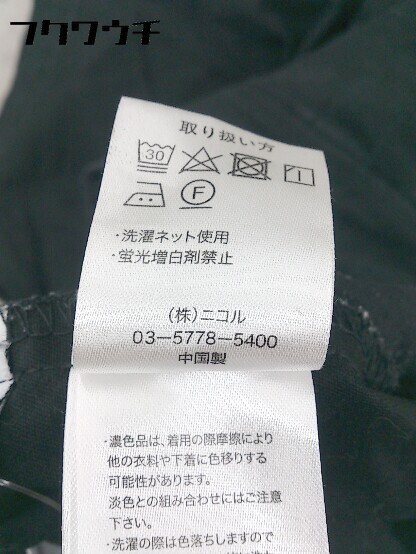 フクワウチ
取り扱い方
30
F
・洗濯ネット使用
・蛍光増白剤禁止
(株)ニコル
03-5778-5400
中国製
・濃色品は、着用の際摩擦により
他の衣料や下着に色移りする
可能性があります。
淡色との組み合わせにはご注意
下さい。
・洗濯の際は色落ちしますので